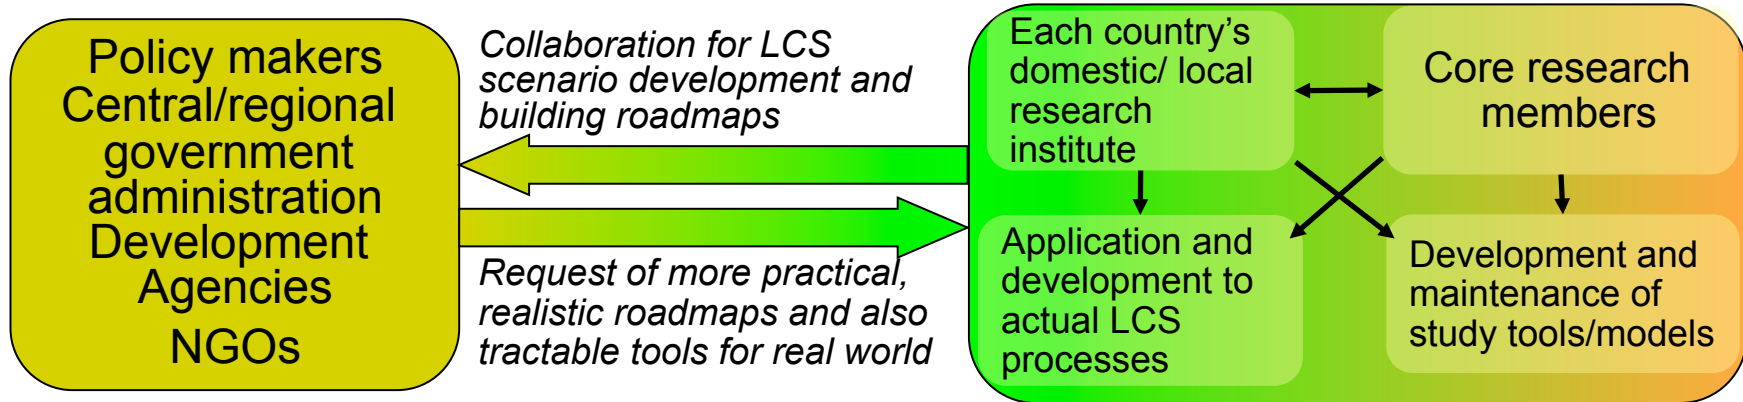 Policy makers
Central/regional
government
administration
Development
Agencies
NGOs
Collaboration for LCS
scenario development and
building roadmaps
Request of more practical,
realistic roadmaps and also
tractable tools for real world
Each country’s
domestic/ local
research
institute
Core research
members
Application and
development to
actual LCS
processes
Development and
maintenance of
study tools/models